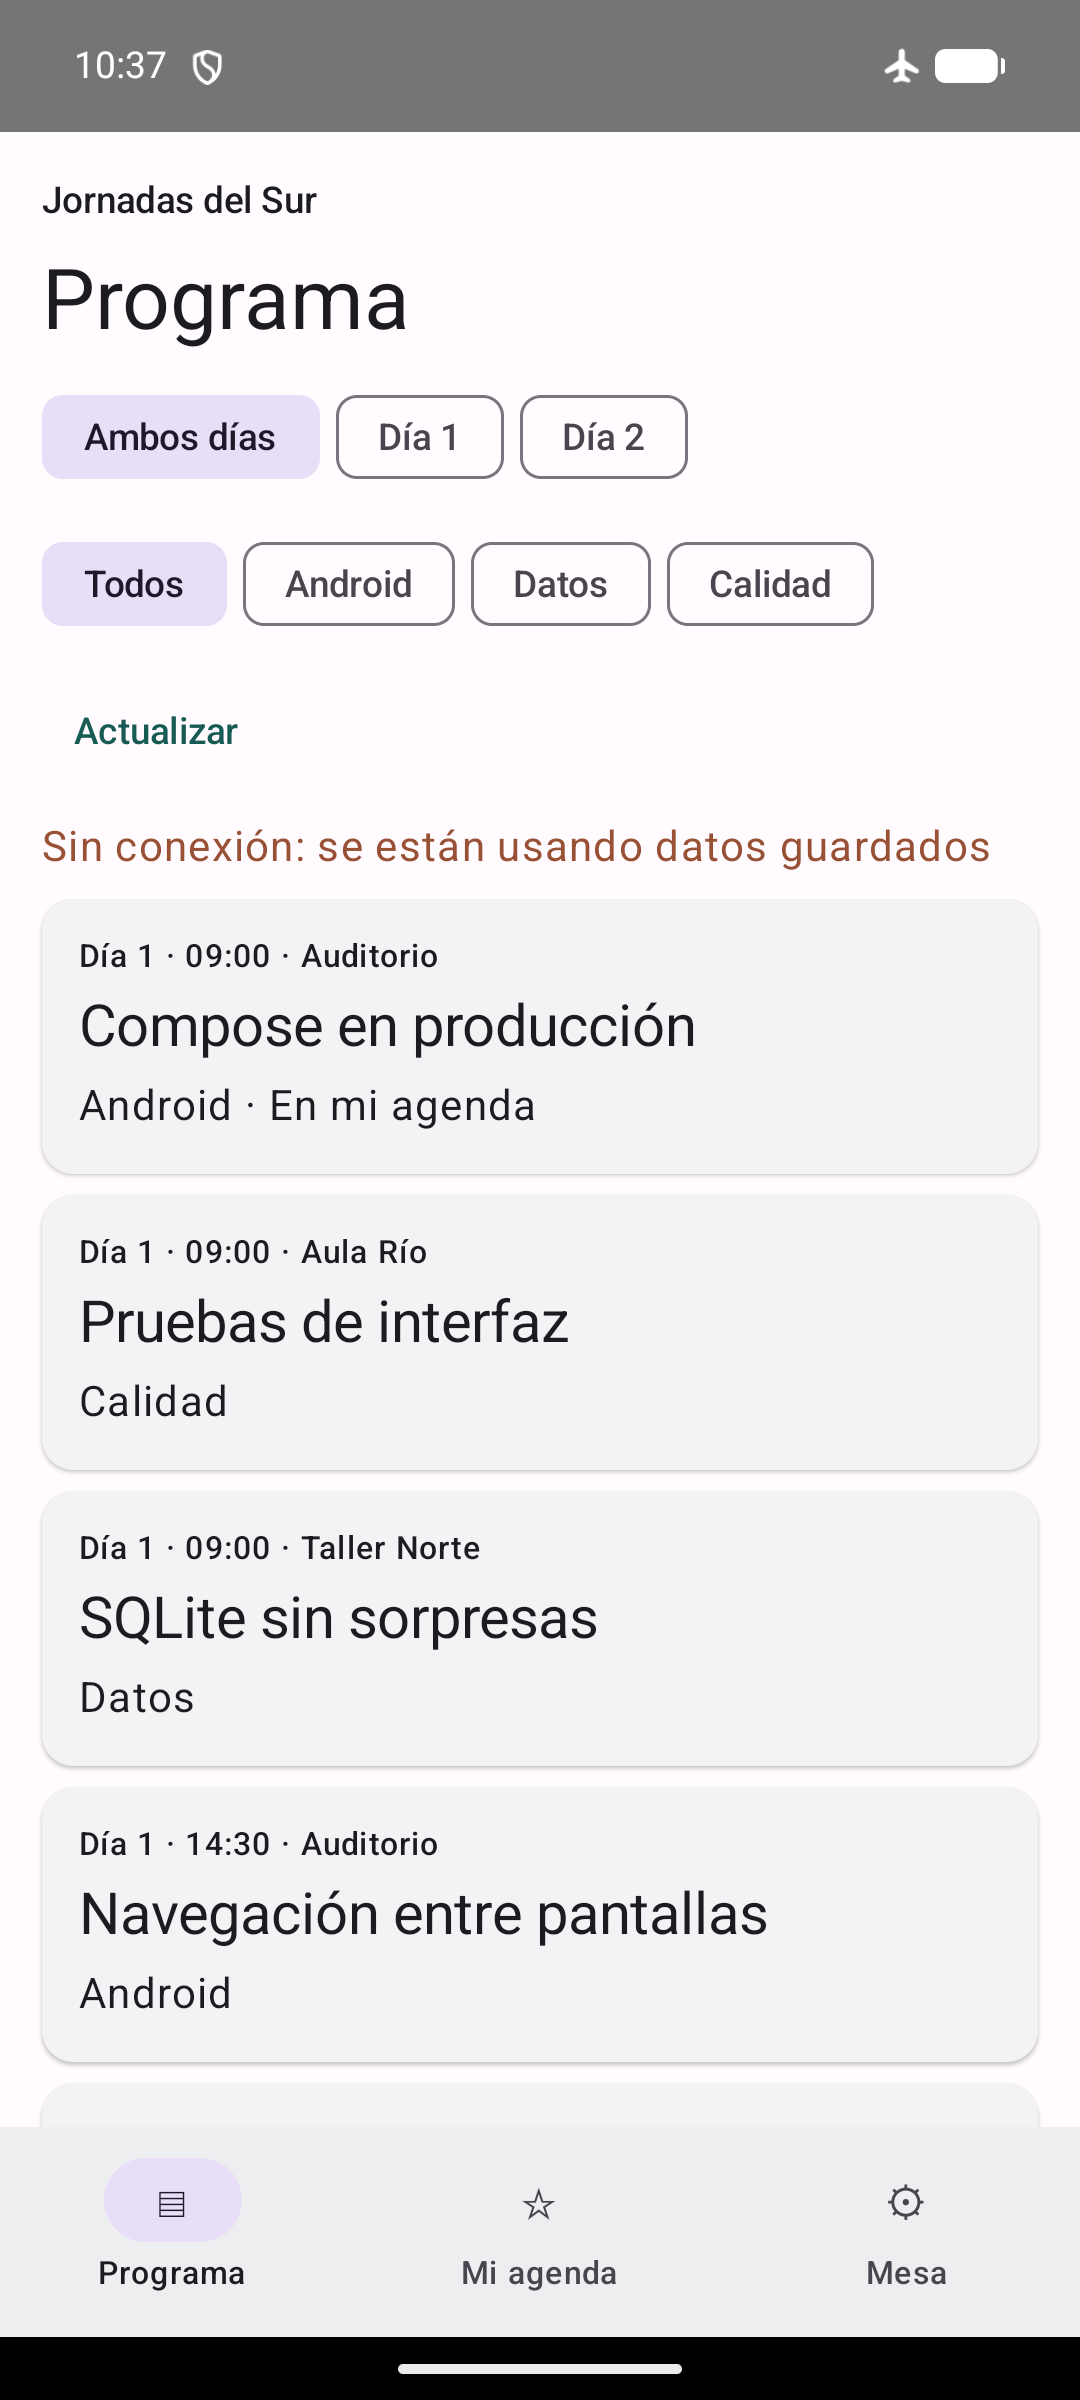 10:37
Jornadas del Sur
Programa
Ambos días Día 1 Día 2
Todos Android Datos Calidad
Actualizar
Sin conexión: se están usando datos guardados
Día 1 · 09:00 · Auditorio
Compose en producción
Android · En mi agenda
Día 1 · 09:00 · Aula Río
Pruebas de interfaz
Calidad
Día 1 · 09:00 · Taller Norte
SQLite sin sorpresas
Datos
Día 1 · 14:30 · Auditorio
Navegación entre pantallas
Android
Programa Mi agenda Mesa